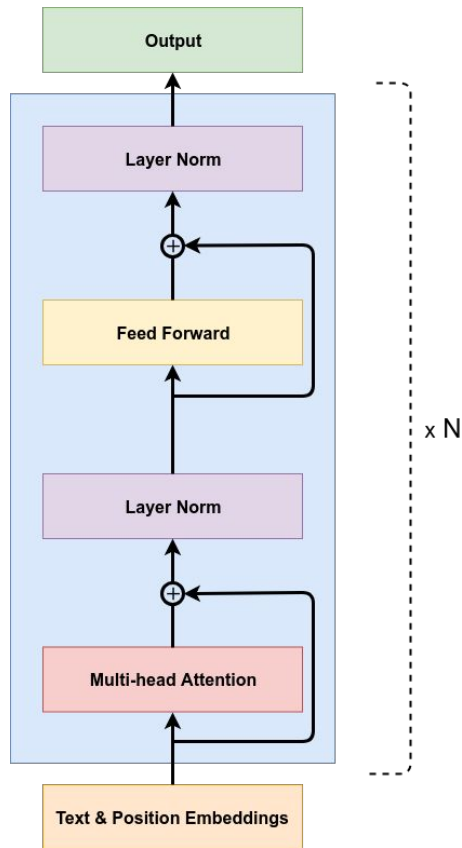 Output
Layer Norm
+
Feed Forward
x N
Layer Norm
+
Multi-head Attention
Text & Position Embeddings